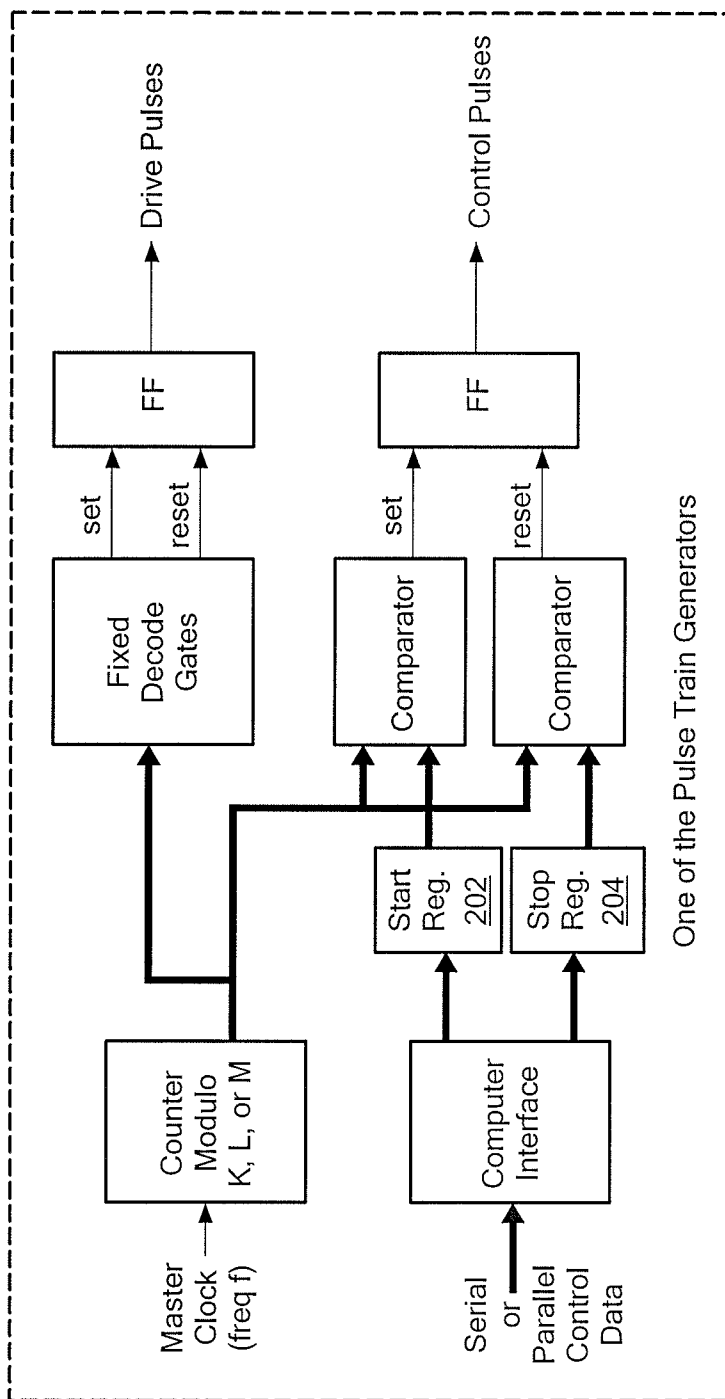 Master
Clock
(freq f)
Counter
Modulo
K, L, or M
Fixed
Decode
Gates
set
reset
FF
Drive Pulses
Serial
or
Parallel
Control
Data
Computer
Interface
Start
Reg.
202
Stop
Reg.
204
Comparator
Comparator
set
reset
FF
Control Pulses
One of the Pulse Train Generators